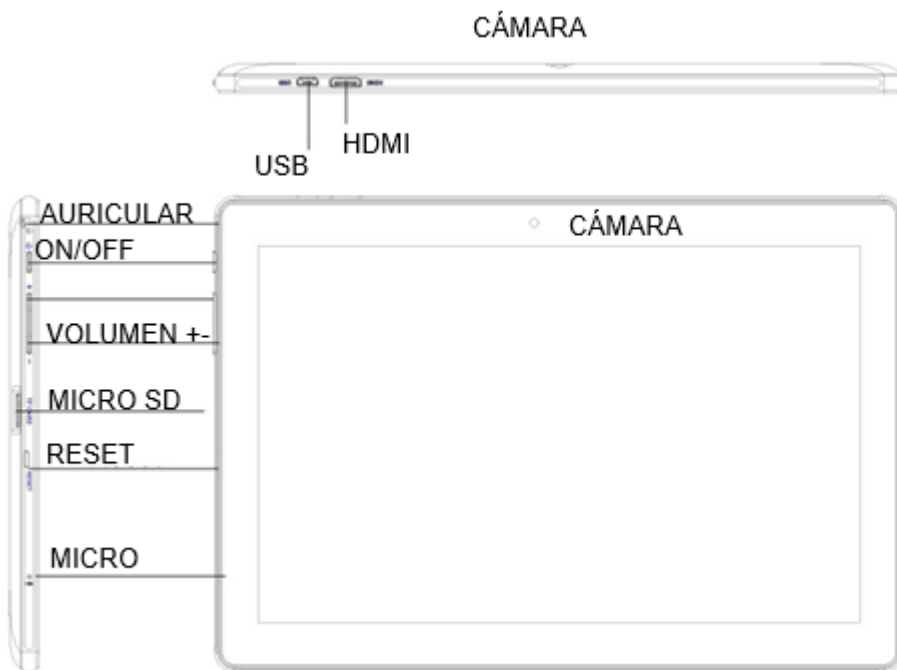 CÁMARA
HDMI
USB
AURICULAR
CÁMARA
ON/OFF
VOLUMEN +-
MICRO SD
RESET
MICRO